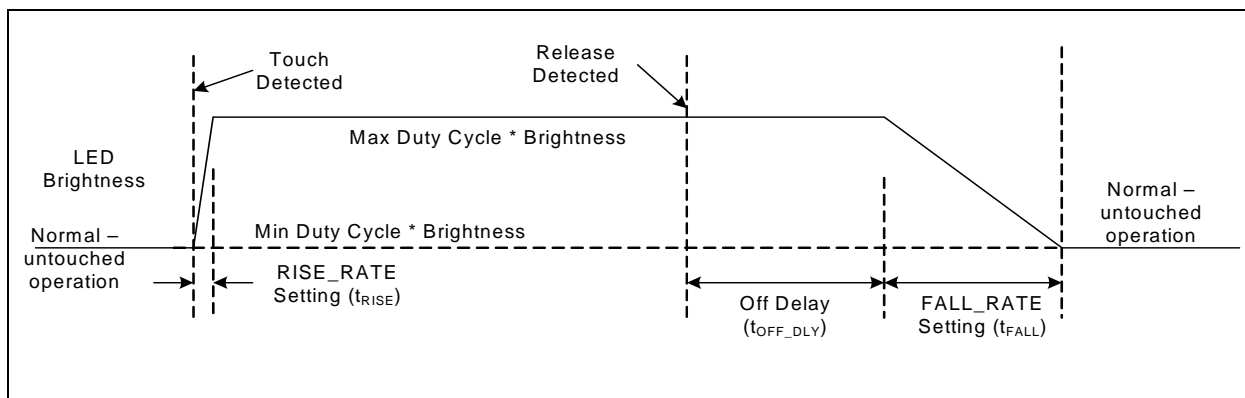 Touch
Detected
Release
Detected
Max Duty Cycle * Brightness
LED
Brightness
Normal –
untouched
operation
Min Duty Cycle * Brightness
Normal –
untouched
operation
RISE_RATE
Setting (tRISE)
Off Delay
(tOFF_DLY)
FALL_RATE
Setting (tFALL)